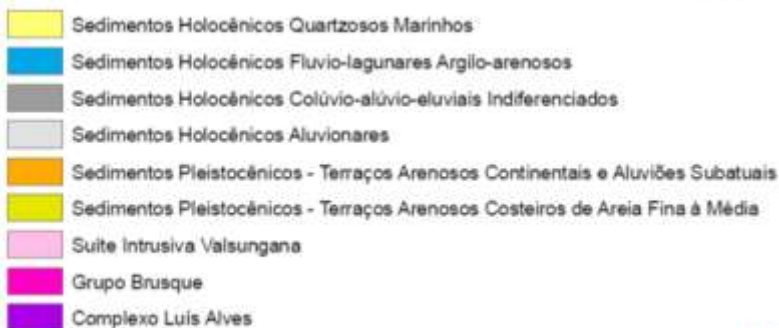 Sedimentos Holocênicos Quartzosos Marinhos
Sedimentos Holocênicos Fluvio-lagunares Argilo-arenosos
Sedimentos Holocênicos Colúvio-alúvio-eluviais Indiferenciados
Sedimentos Holocênicos Aluvionares
Sedimentos Pleistocênicos - Terraços Arenosos Continentais e Aluviões Subatuais
Sedimentos Pleistocênicos - Terraços Arenosos Costeiros de Areia Fina à Média
Suíte Intrusiva Valsungana
Grupo Brusque
Complexo Luís Alves